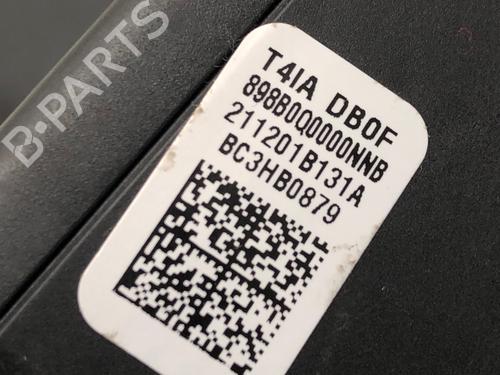 B-PARTS
T4IA DB0F
898B0Q0000NNB
211201B131A
BC3HB0879